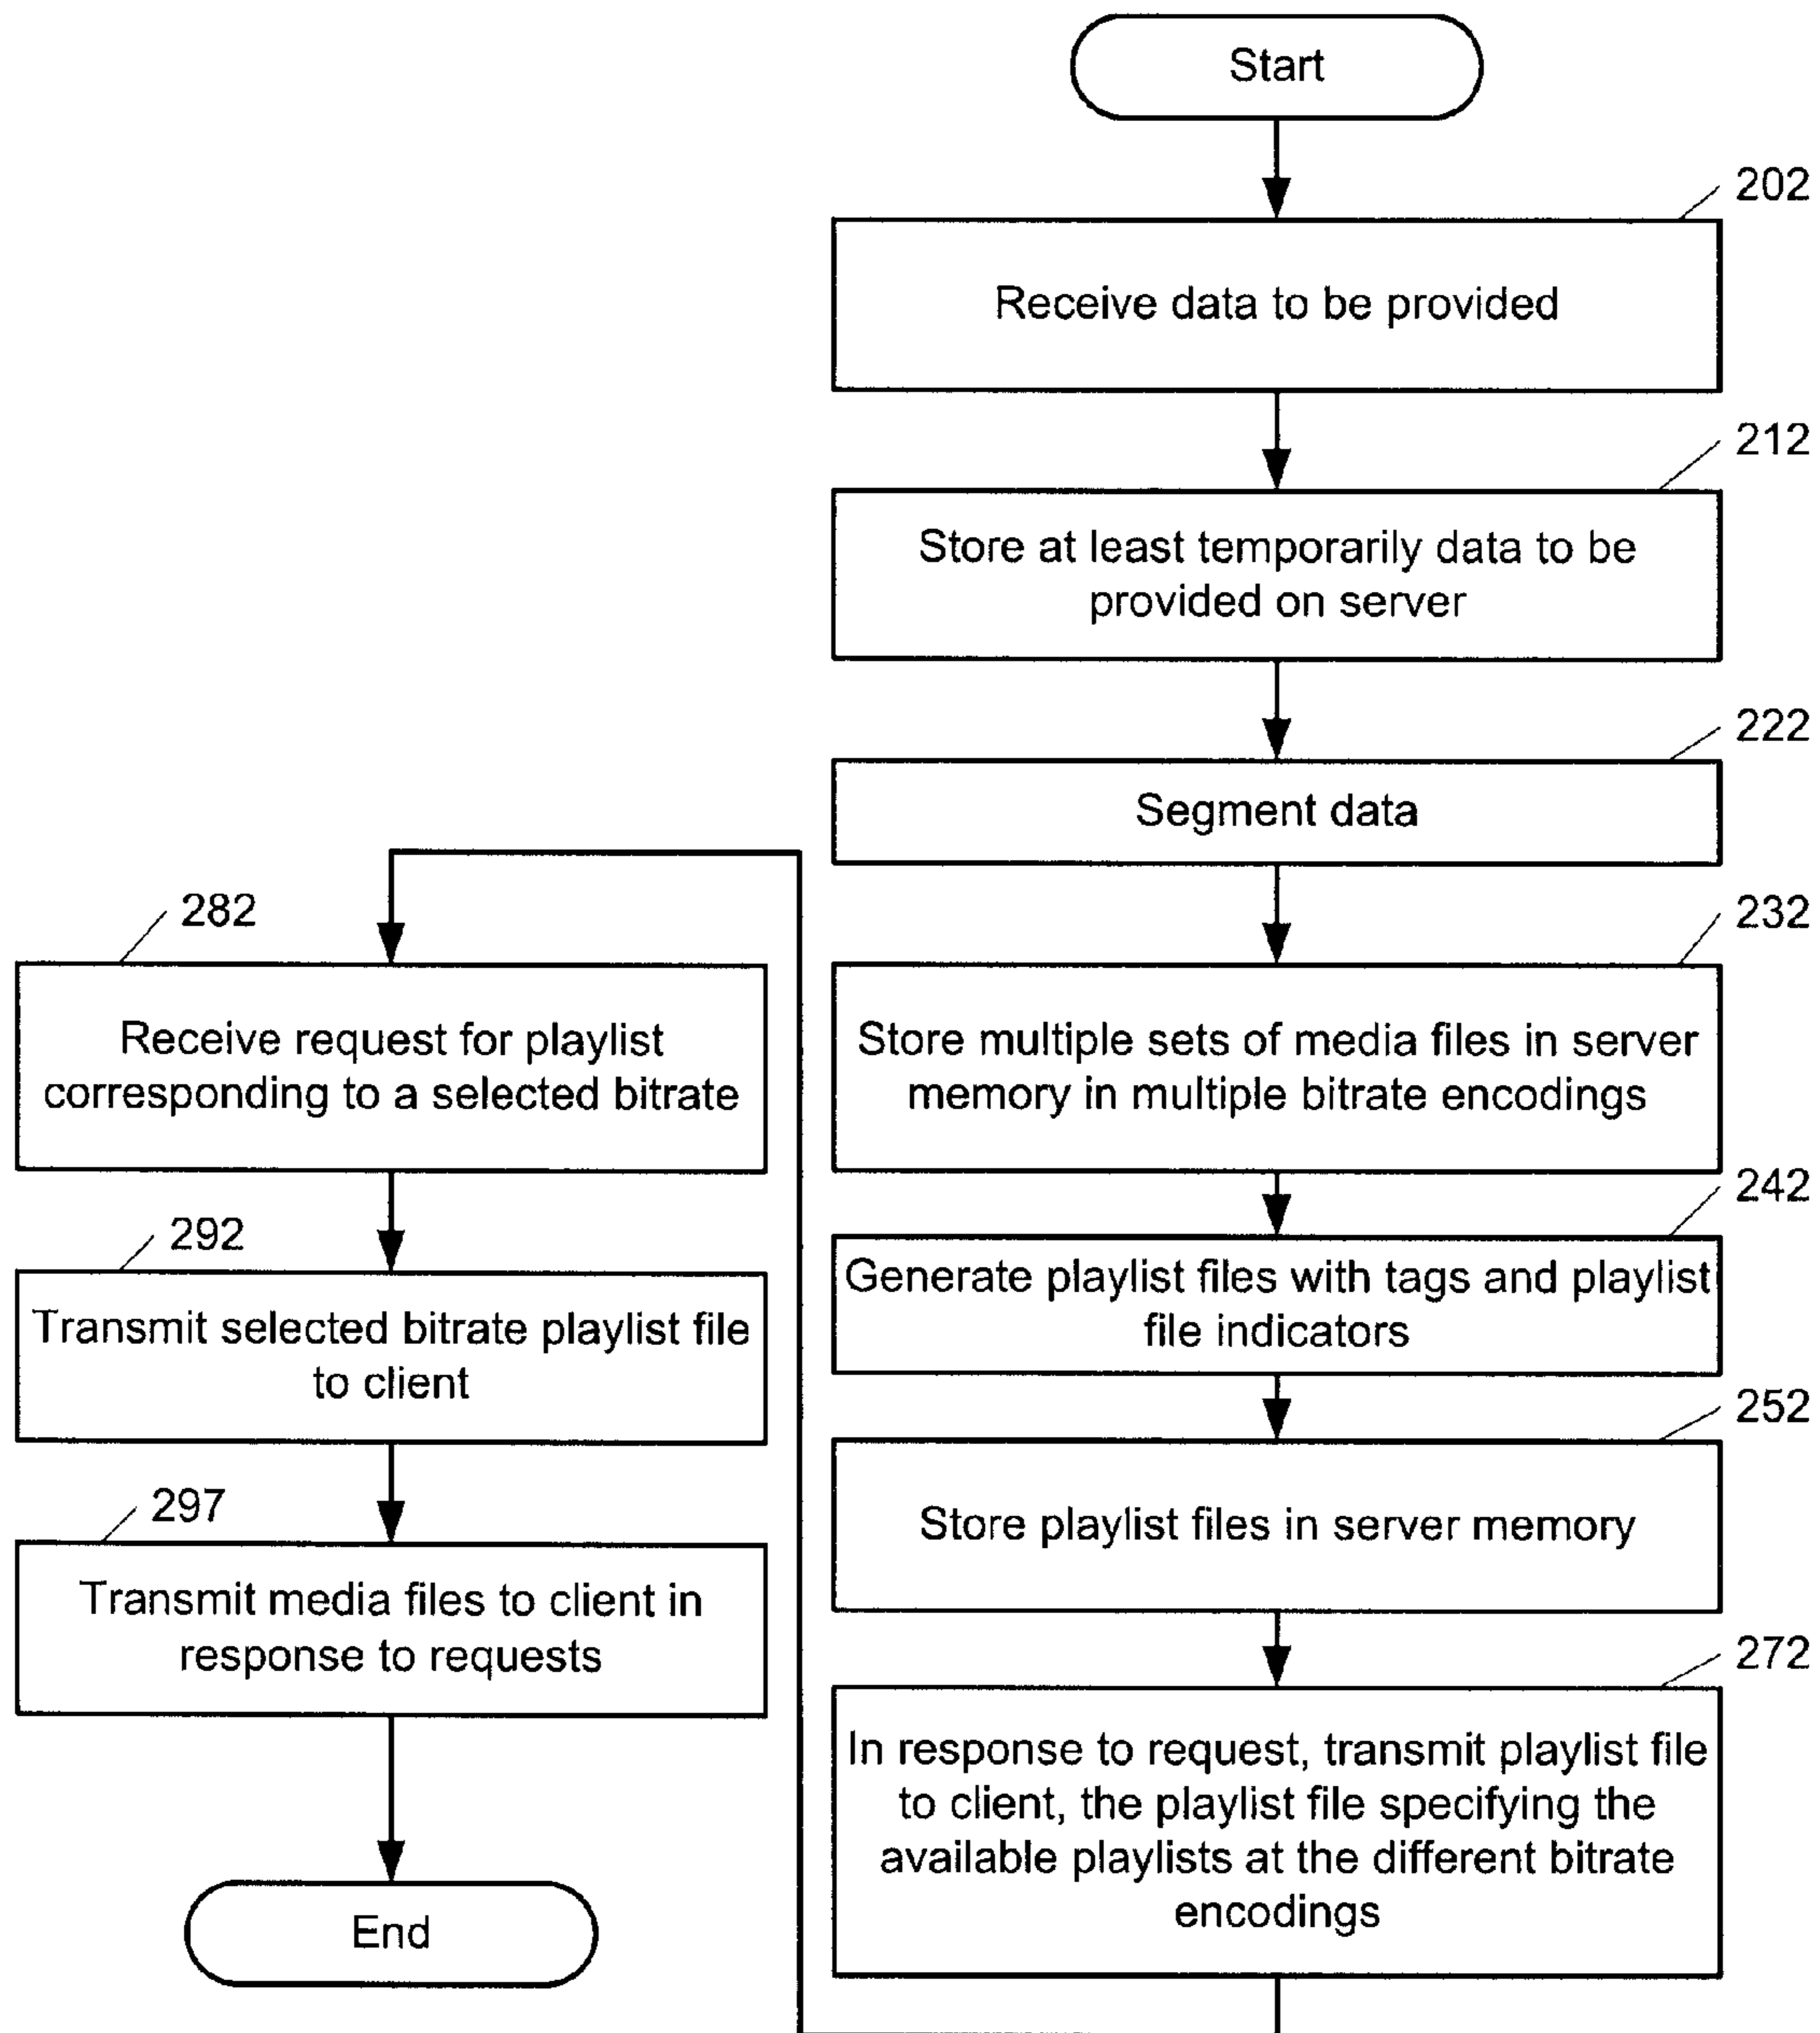 Start
202
Receive data to be provided
212
Store at least temporarily data to be
provided on server
222
Segment data
232
Store multiple sets of media files in server
memory in multiple bitrate encodings
242
Generate playlist files with tags and playlist
file indicators
252
Store playlist files in server memory
272
In response to request, transmit playlist file
to client, the playlist file specifying the
available playlists at the different bitrate
encodings
282
Receive request for playlist
corresponding to a selected bitrate
292
Transmit selected bitrate playlist file
to client
297
Transmit media files to client in
response to requests
End